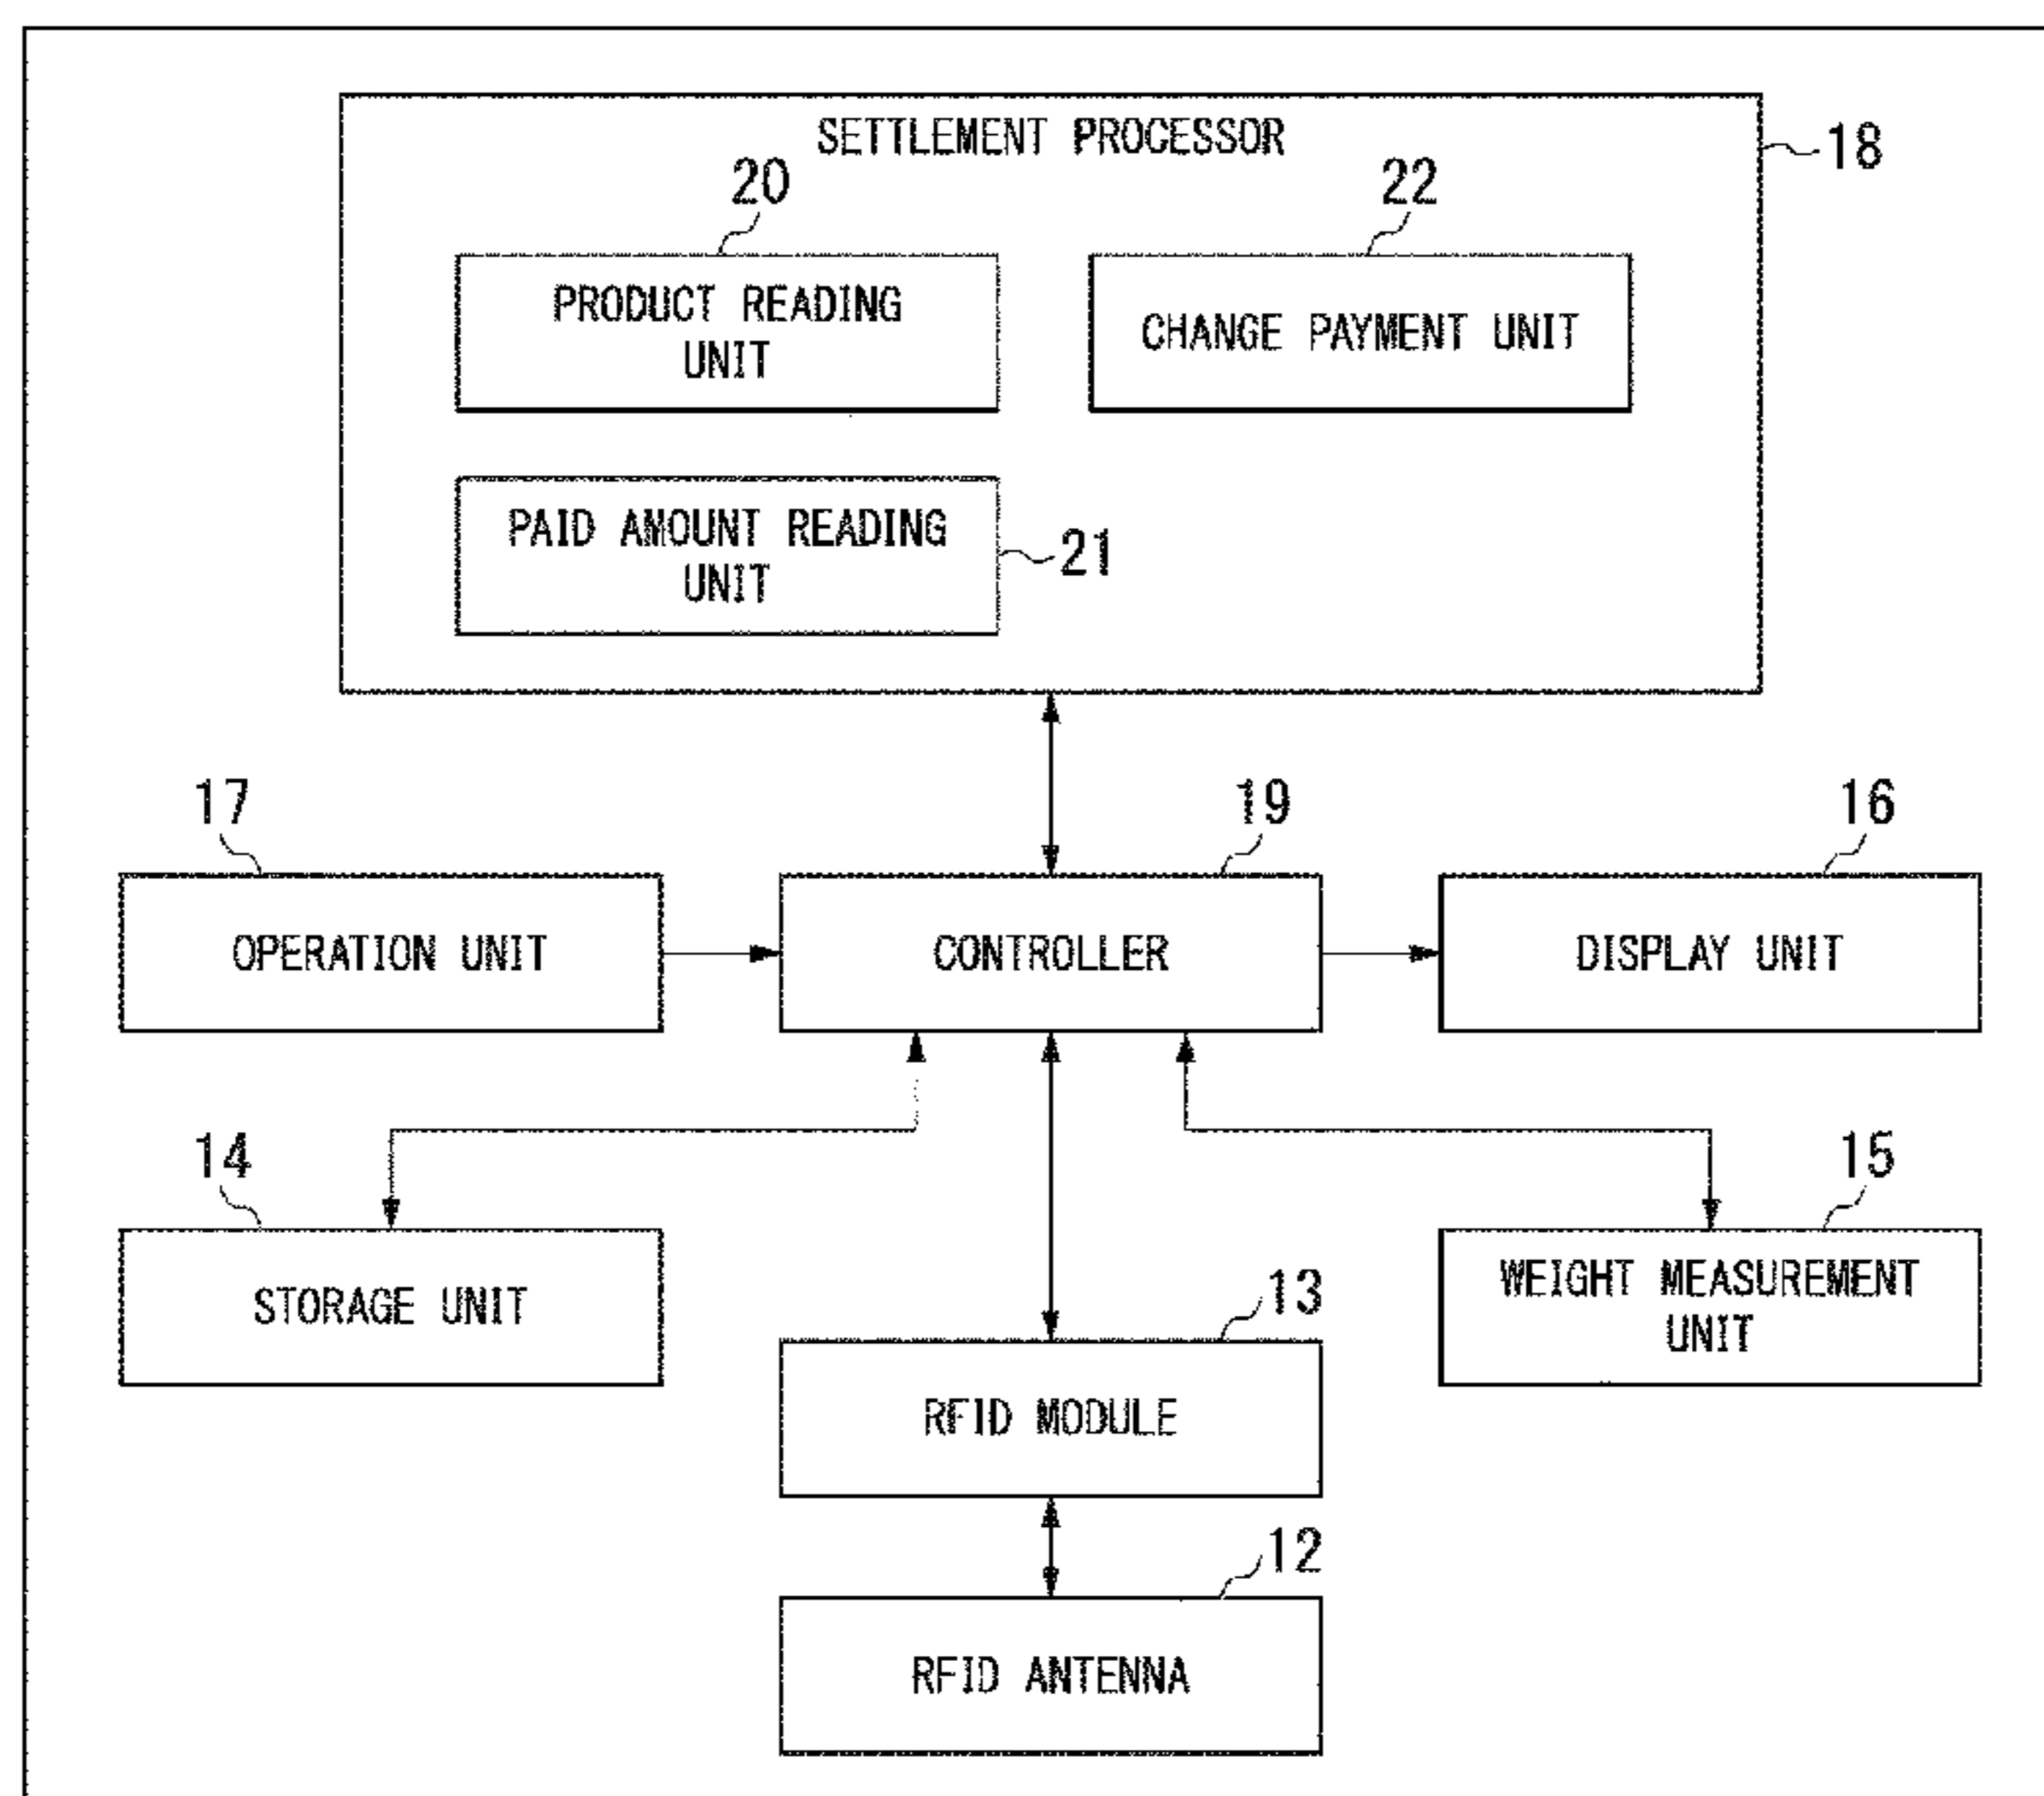 SETTLEMENT PROCESSOR
18
20
22
PRODUCT READING
UNIT
CHANGE PAYMENT UNIT
PAID AMOUNT READING
UNIT
21
17
19
16
OPERATION UNIT
CONTROLLER
DISPLAY UNIT
14
15
STORAGE UNIT
WEIGHT MEASUREMENT
UNIT
13
RFID MODULE
12
RFID ANTENNA